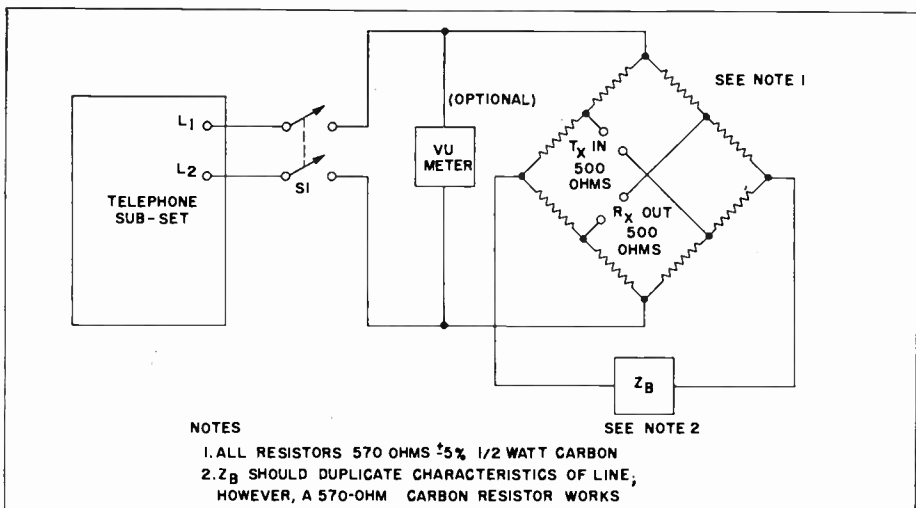 L1
L2
TELEPHONE
SUB-SET
S1
(OPTIONAL)
VU
METER
TX IN
500
OHMS
RX OUT
500
OHMS
SEE NOTE 1
ZB
SEE NOTE 2
NOTES
1. ALL RESISTORS 570 OHMS ±5% 1/2 WATT CARBON
2. ZB SHOULD DUPLICATE CHARACTERISTICS OF LINE;
HOWEVER, A 570-OHM CARBON RESISTOR WORKS